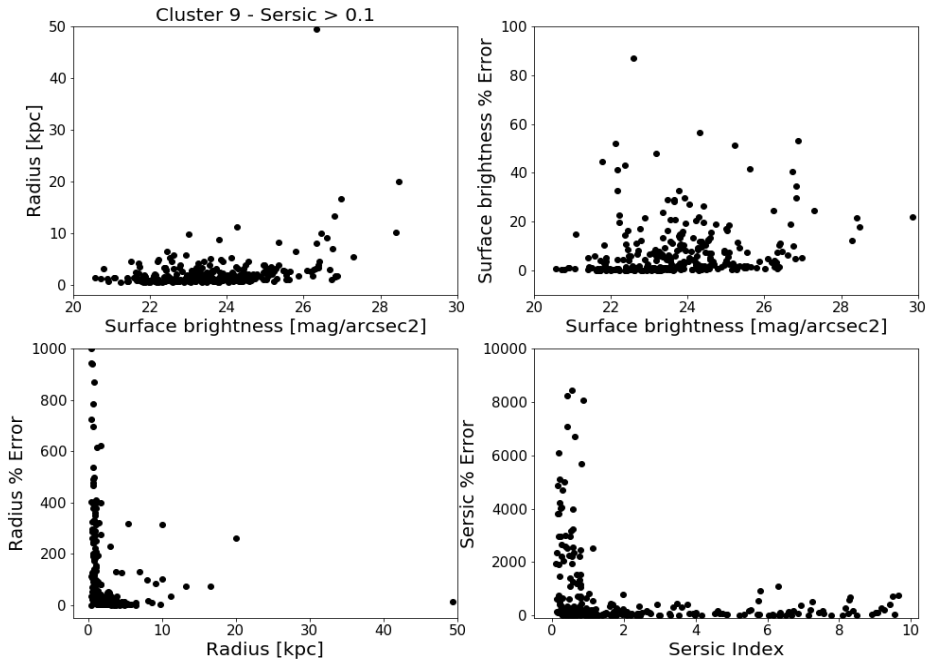 Cluster 9 - Sersic > 0.1
50
40
30
20
10
0
Radius [kpc]
20 22 24 26 28 30
Surface brightness [mag/arcsec2]
100
80
60
40
20
0
Surface brightness % Error
20 22 24 26 28 30
Surface brightness [mag/arcsec2]
1000
800
600
400
200
0
Radius % Error
0 10 20 30 40 50
Radius [kpc]
10000
8000
6000
4000
2000
0
Sersic % Error
0 2 4 6 8 10
Sersic Index